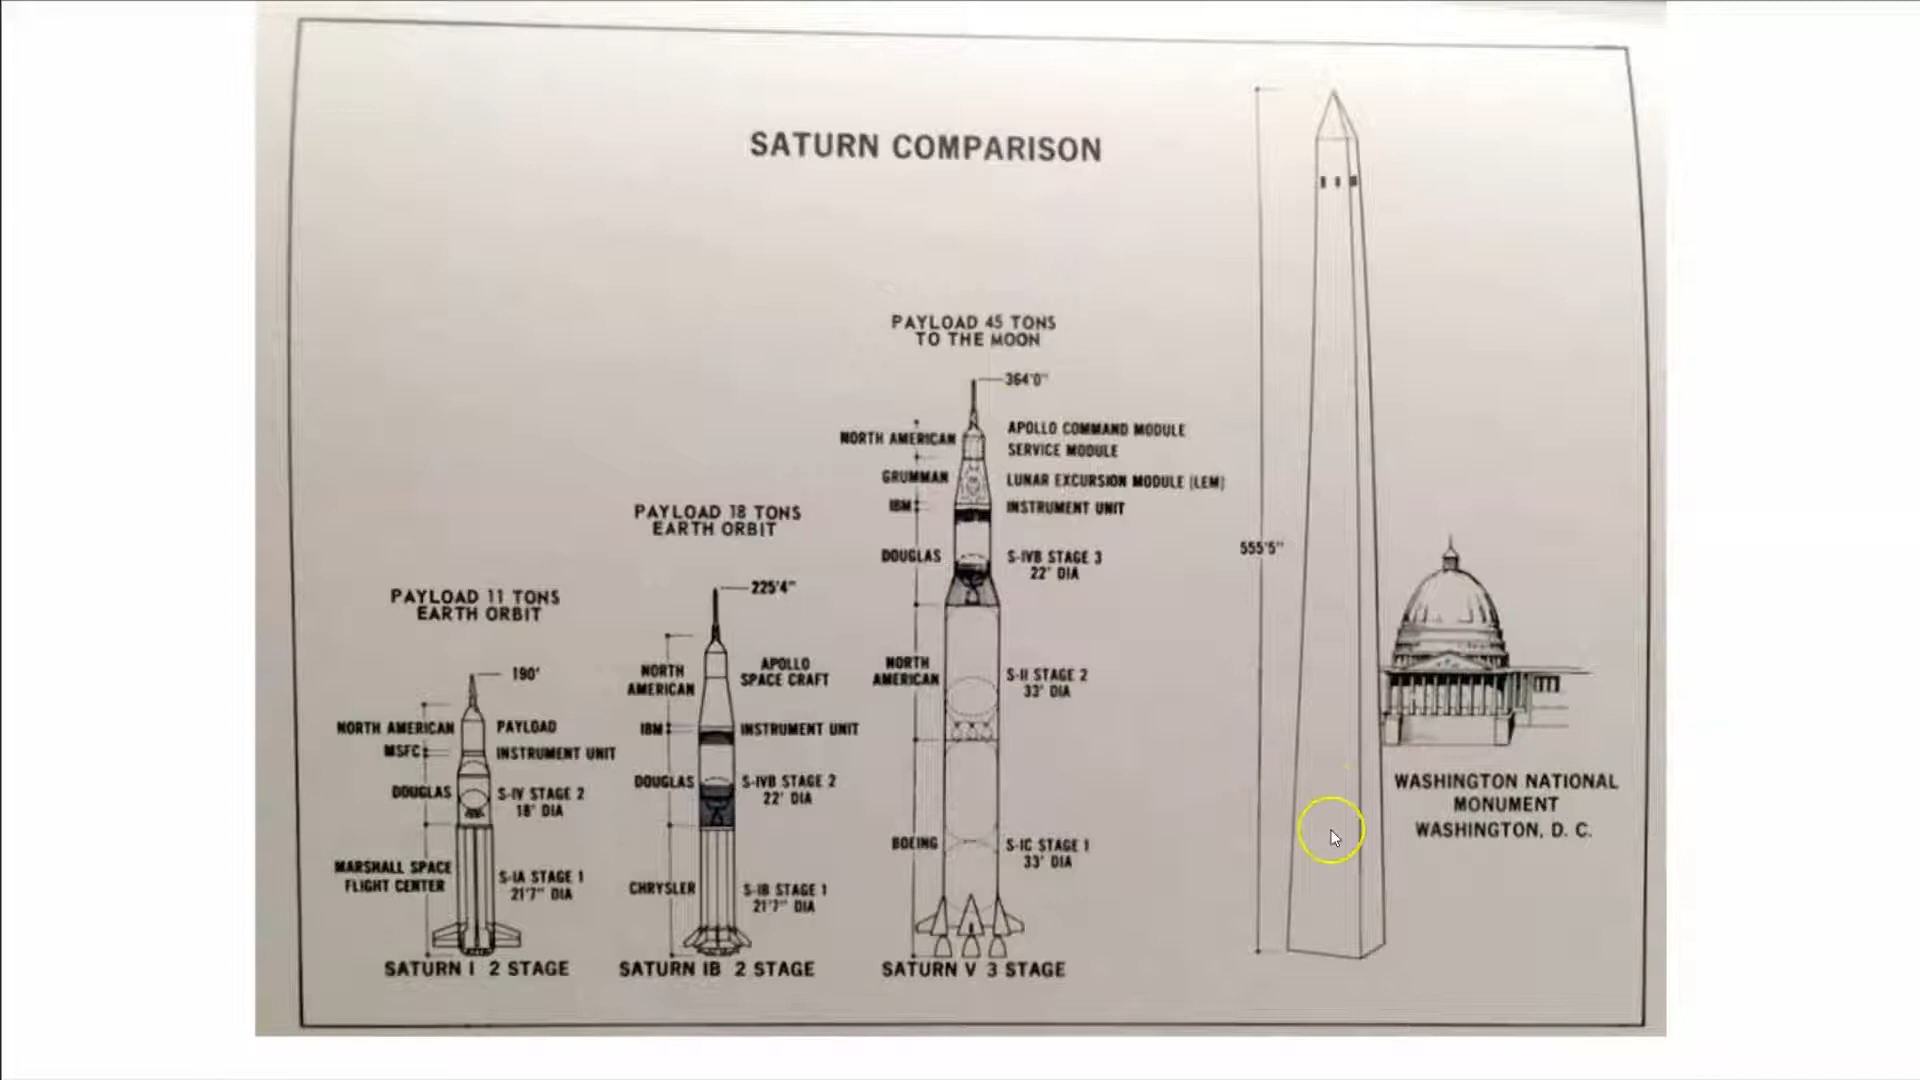 SATURN COMPARISON
PAYLOAD 11 TONS
EARTH ORBIT
190'
NORTH AMERICAN
PAYLOAD
MSFC
INSTRUMENT UNIT
DOUGLAS
S-IV STAGE 2
18' DIA
MARSHALL SPACE
FLIGHT CENTER
S-IA STAGE 1
21'7" DIA
SATURN I 2 STAGE
PAYLOAD 18 TONS
EARTH ORBIT
225'4"
NORTH
AMERICAN
APOLLO
SPACE CRAFT
IBM
INSTRUMENT UNIT
DOUGLAS
S-IVB STAGE 2
22' DIA
CHRYSLER
S-IB STAGE 1
21'7" DIA
SATURN IB 2 STAGE
PAYLOAD 45 TONS
TO THE MOON
364'0"
NORTH AMERICAN
APOLLO COMMAND MODULE
SERVICE MODULE
GRUMMAN
LUNAR EXCURSION MODULE (LEM)
IBM
INSTRUMENT UNIT
DOUGLAS
S-IVB STAGE 3
22' DIA
NORTH
AMERICAN
S-II STAGE 2
33' DIA
BOEING
S-IC STAGE 1
33' DIA
SATURN V 3 STAGE
555'5"
WASHINGTON NATIONAL
MONUMENT
WASHINGTON, D. C.